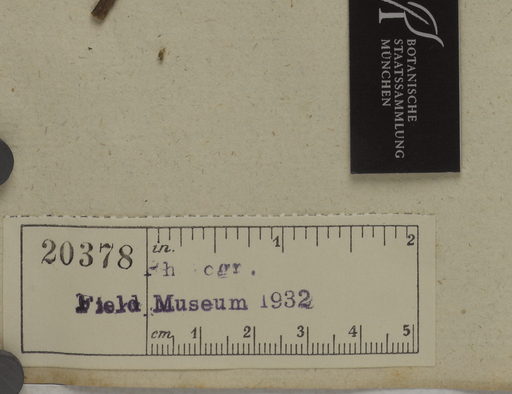 BOTANISCHE
STAATSSAMMLUNG
MÜNCHEN
20378
in. 1 2
Field Museum 1932
cm 1 2 3 4 5